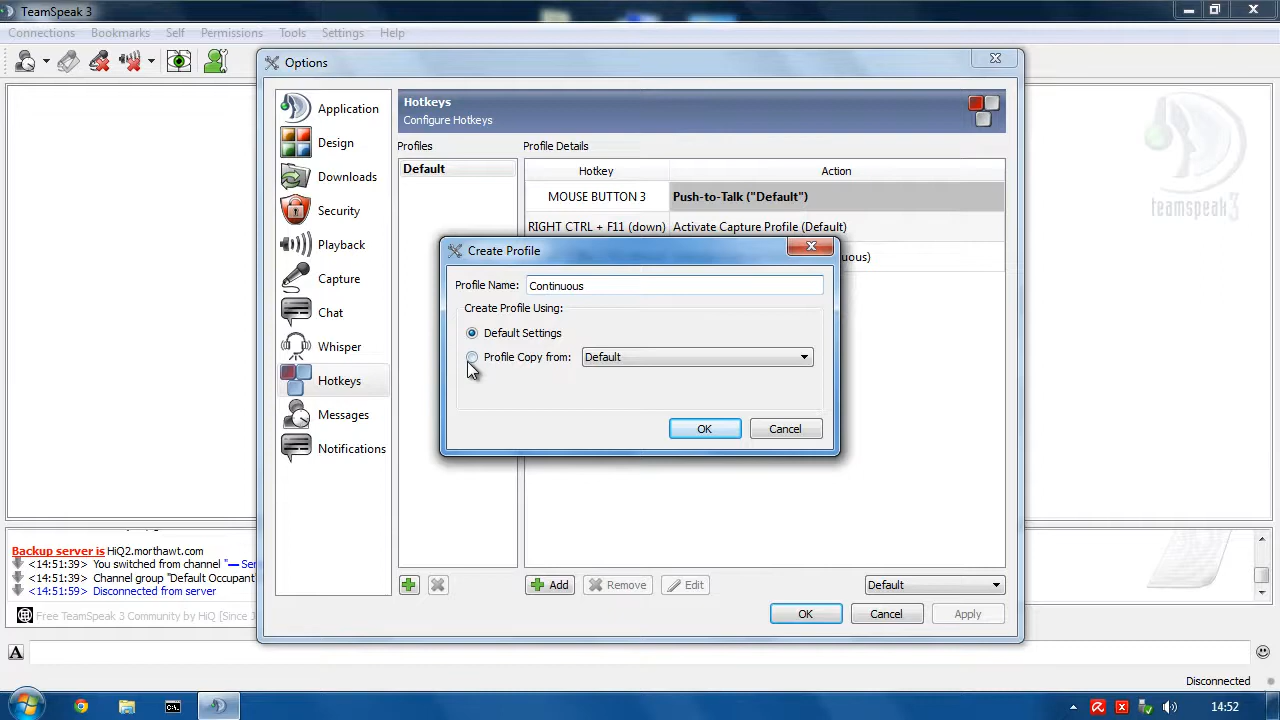 TeamSpeak 3
Connections Bookmarks Self Permissions Tools Settings Help
Options
Application
Design
Downloads
Security
Playback
Capture
Chat
Whisper
Hotkeys
Messages
Notifications
Hotkeys
Configure Hotkeys
Profiles
Default
Profile Details
Hotkey Action
MOUSE BUTTON 3 Push-to-Talk ("Default")
RIGHT CTRL + F11 (down) Activate Capture Profile (Default)
uous)
Create Profile
Profile Name: Continuous
Create Profile Using:
Default Settings
Profile Copy from: Default
OK Cancel
Add Remove Edit Default
OK Cancel Apply
teamspeak3
Backup server is HiQ2.morthawt.com
<14:51:39> You switched from channel "— Ser
<14:51:39> Channel group "Default Occupant
<14:51:59> Disconnected from server
Free TeamSpeak 3 Community by HiQ [Since J
Disconnected
14:52